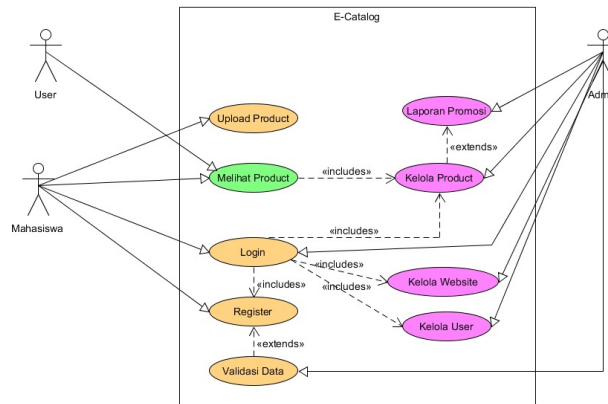 E-Catalog
User
Adm
Upload Product
Laporan Promosi
«extends»
Melihat Product
«includes»
Kelola Product
Mahasiswa
«includes»
Login
«includes»
«includes»
«includes»
Kelola Website
Register
Kelola User
«extends»
Validasi Data